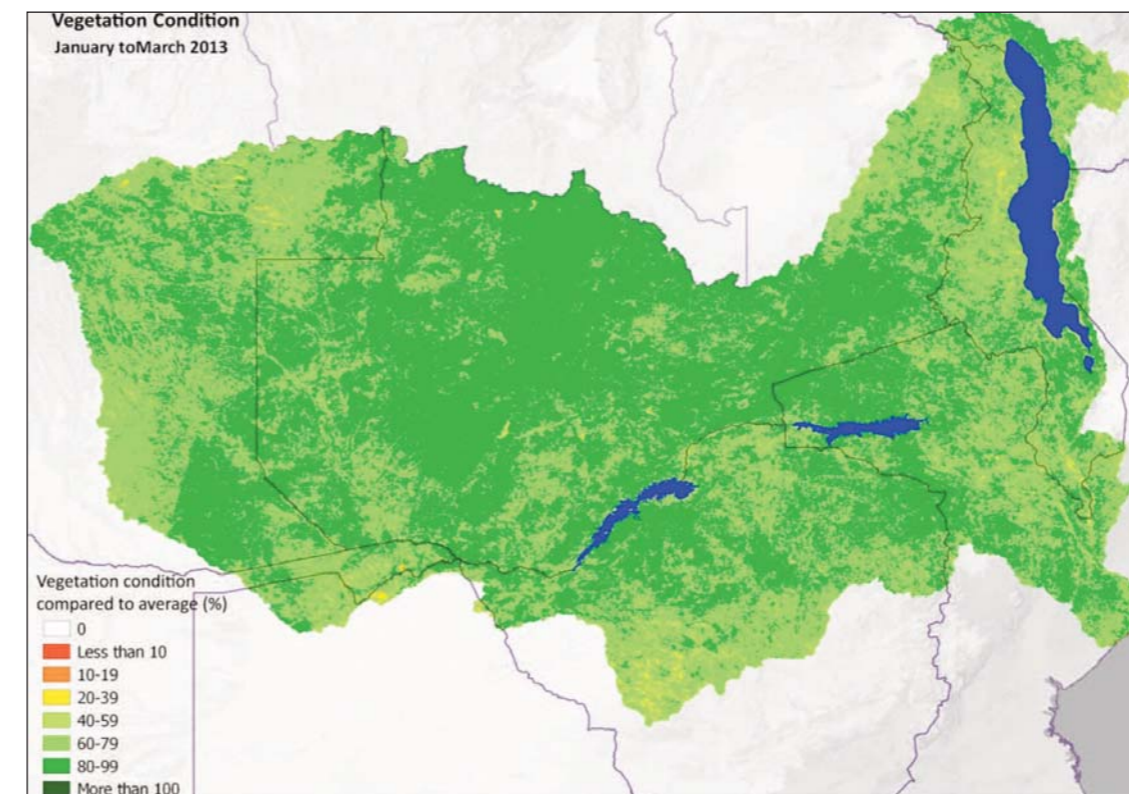 Vegetation Condition
January toMarch 2013
Vegetation condition
compared to average (%)
0
Less than 10
10-19
20-39
40-59
60-79
80-99
More than 100